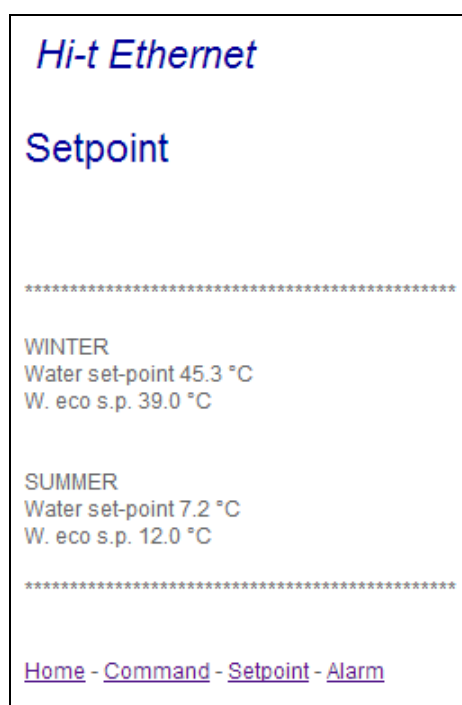 Hi-t Ethernet
Setpoint
************************************************
WINTER
Water set-point 45.3 °C
W. eco s.p. 39.0 °C
SUMMER
Water set-point 7.2 °C
W. eco s.p. 12.0 °C
************************************************
Home - Command - Setpoint - Alarm